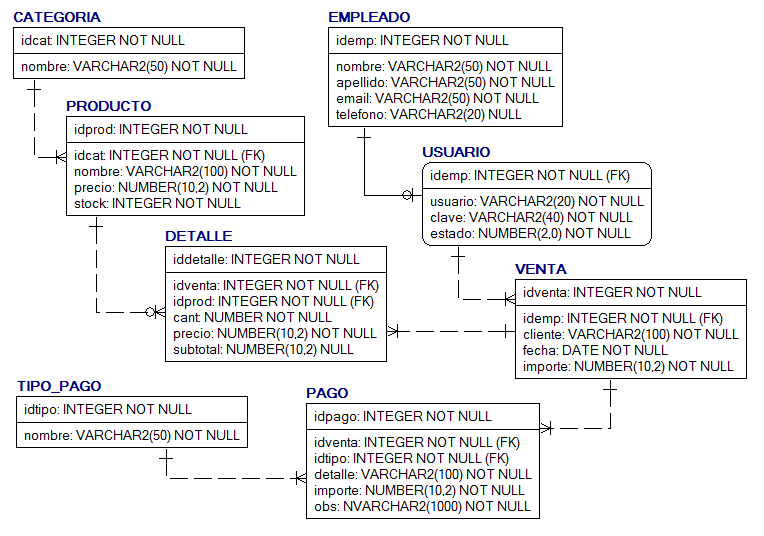 CATEGORIA
idcat: INTEGER NOT NULL
nombre: VARCHAR2(50) NOT NULL
EMPLEADO
idemp: INTEGER NOT NULL
nombre: VARCHAR2(50) NOT NULL
apellido: VARCHAR2(50) NOT NULL
email: VARCHAR2(50) NOT NULL
telefono: VARCHAR2(20) NULL
PRODUCTO
idprod: INTEGER NOT NULL
idcat: INTEGER NOT NULL (FK)
nombre: VARCHAR2(100) NOT NULL
precio: NUMBER(10,2) NOT NULL
stock: INTEGER NOT NULL
USUARIO
idemp: INTEGER NOT NULL (FK)
usuario: VARCHAR2(20) NOT NULL
clave: VARCHAR2(40) NOT NULL
estado: NUMBER(2,0) NOT NULL
DETALLE
iddetalle: INTEGER NOT NULL
idventa: INTEGER NOT NULL (FK)
idprod: INTEGER NOT NULL (FK)
cant: NUMBER NOT NULL
precio: NUMBER(10,2) NOT NULL
subtotal: NUMBER(10,2) NULL
VENTA
idventa: INTEGER NOT NULL
idemp: INTEGER NOT NULL (FK)
cliente: VARCHAR2(100) NOT NULL
fecha: DATE NOT NULL
importe: NUMBER(10,2) NOT NULL
TIPO_PAGO
idtipo: INTEGER NOT NULL
nombre: VARCHAR2(50) NOT NULL
PAGO
idpago: INTEGER NOT NULL
idventa: INTEGER NOT NULL (FK)
idtipo: INTEGER NOT NULL (FK)
detalle: VARCHAR2(100) NOT NULL
importe: NUMBER(10,2) NOT NULL
obs: NVARCHAR2(1000) NOT NULL